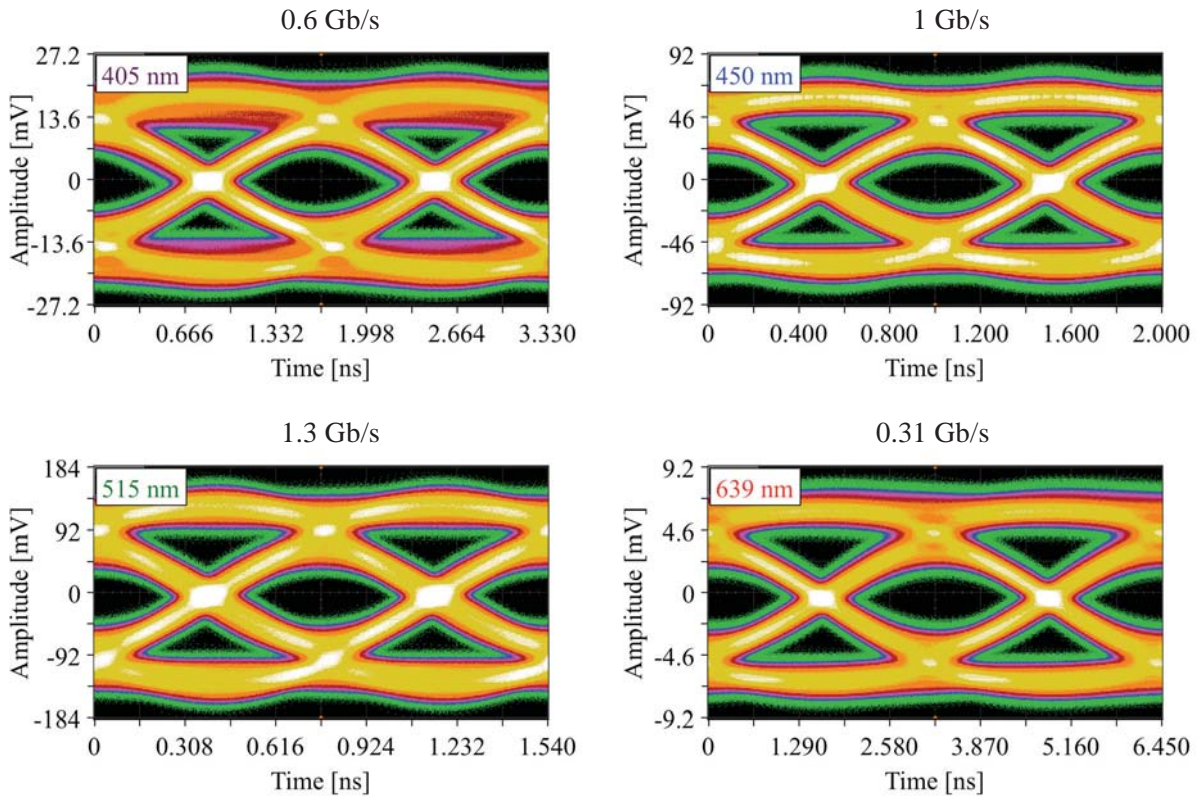 0.6 Gb/s
27.2
13.6
0
-13.6
-27.2
Amplitude [mV]
405 nm
0 0.666 1.332 1.998 2.664 3.330
Time [ns]
1 Gb/s
92
46
0
-46
-92
Amplitude [mV]
450 nm
0 0.400 0.800 1.200 1.600 2.000
Time [ns]
1.3 Gb/s
184
92
0
-92
-184
Amplitude [mV]
515 nm
0 0.308 0.616 0.924 1.232 1.540
Time [ns]
0.31 Gb/s
9.2
4.6
0
-4.6
-9.2
Amplitude [mV]
639 nm
0 1.290 2.580 3.870 5.160 6.450
Time [ns]